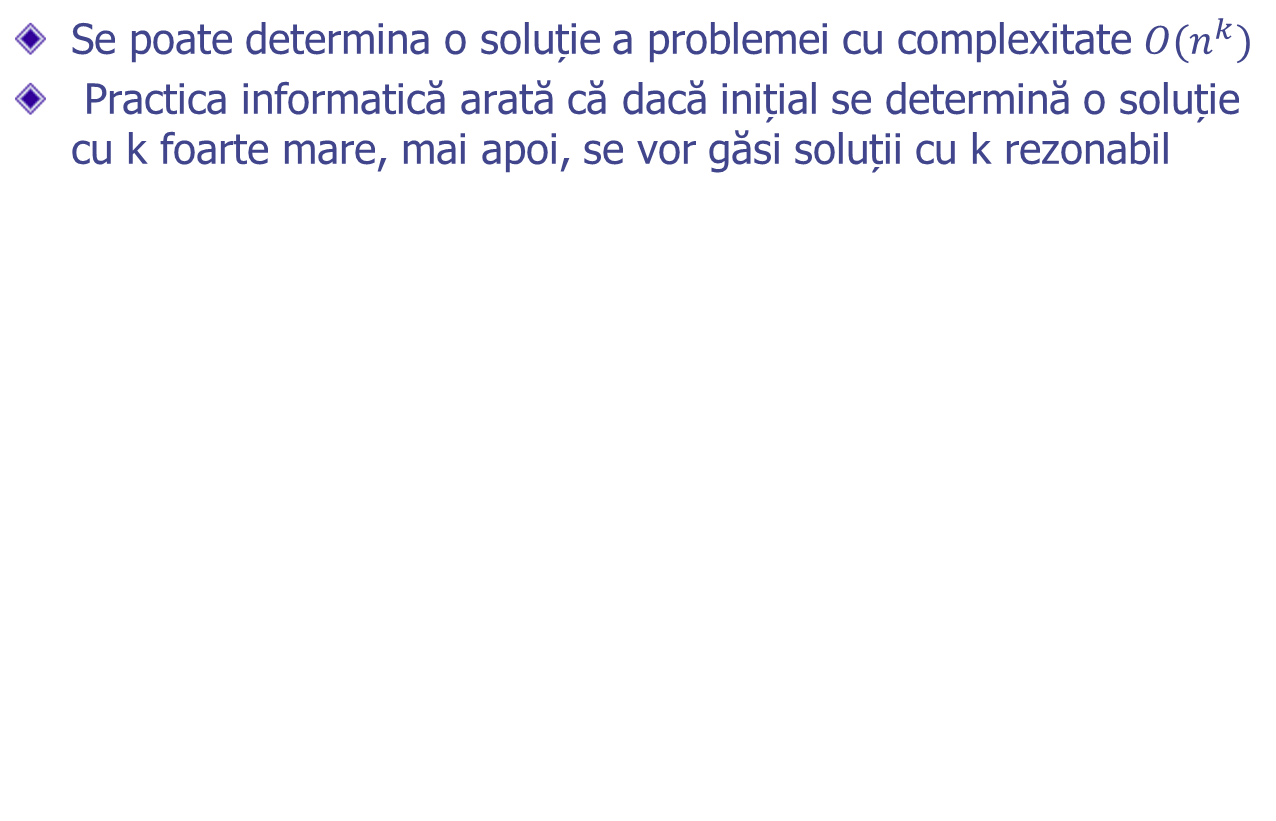 Se poate determina o soluție a problemei cu complexitate O(n^k)
Practica informatică arată că dacă inițial se determină o soluție
cu k foarte mare, mai apoi, se vor găsi soluții cu k rezonabil